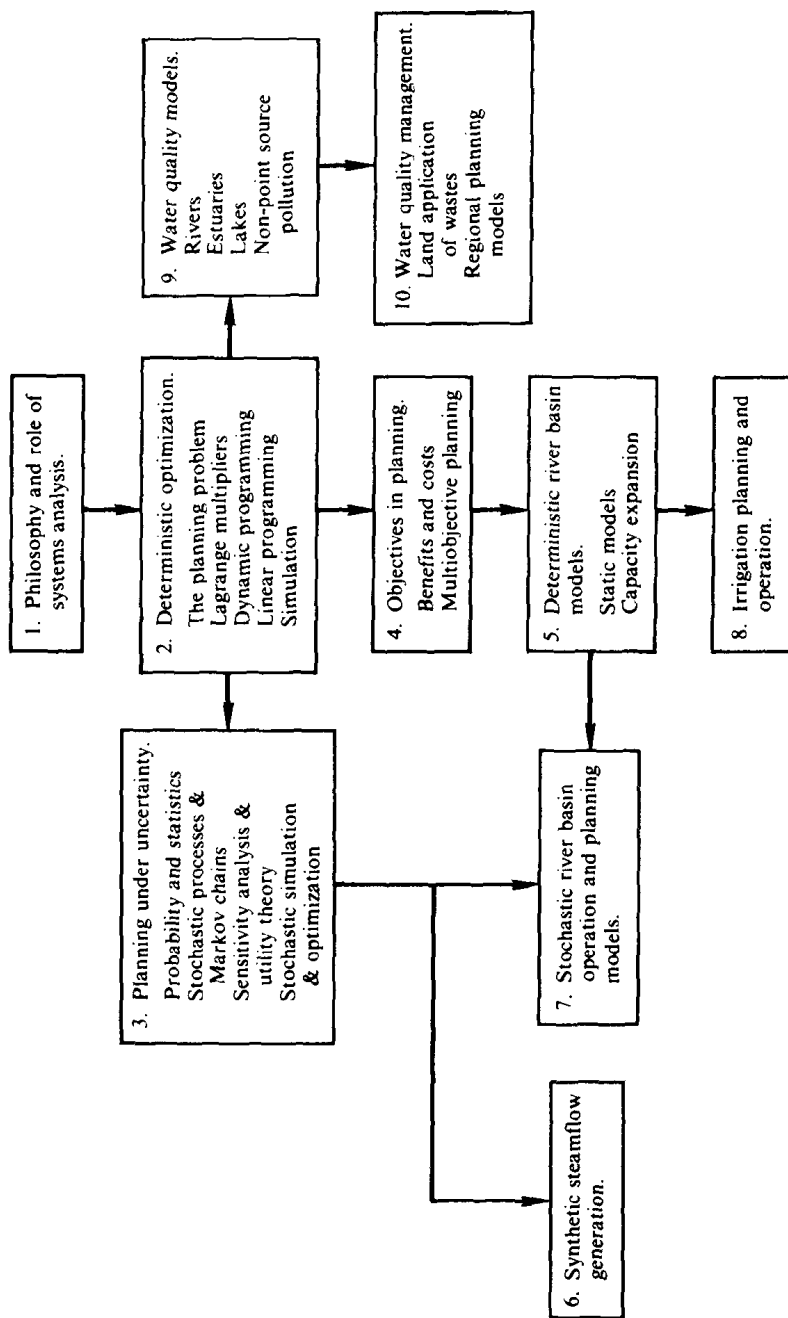 1. Philosophy and role of
systems analysis.
2. Deterministic optimization.
The planning problem
Lagrange multipliers
Dynamic programming
Linear programming
Simulation
3. Planning under uncertainty.
Probability and statistics
Stochastic processes &
Markov chains
Sensitivity analysis &
utility theory
Stochastic simulation
& optimization
4. Objectives in planning.
Benefits and costs
Multiobjective planning
5. Deterministic river basin
models.
Static models
Capacity expansion
6. Synthetic steamflow
generation.
7. Stochastic river basin
operation and planning
models.
8. Irrigation planning and
operation.
9. Water quality models.
Rivers
Estuaries
Lakes
Non-point source
pollution
10. Water quality management.
Land application
of wastes
Regional planning
models